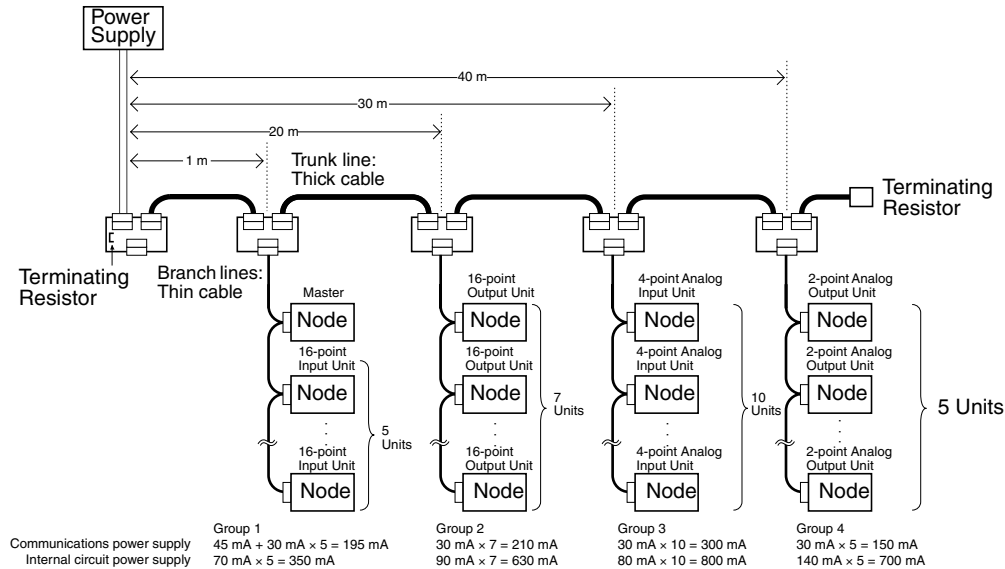 Power
Supply
40 m
30 m
20 m
1 m
Trunk line:
Thick cable
Terminating
Resistor
Terminating
Resistor
Branch lines:
Thin cable
Master
Node
16-point
Input Unit
Node
16-point
Input Unit
Node
5
Units
16-point
Output Unit
Node
16-point
Output Unit
Node
16-point
Output Unit
Node
7
Units
4-point Analog
Input Unit
Node
4-point Analog
Input Unit
Node
4-point Analog
Input Unit
Node
10
Units
2-point Analog
Output Unit
Node
2-point Analog
Output Unit
Node
2-point Analog
Output Unit
Node
5 Units
Group 1 Group 2 Group 3 Group 4
Communications power supply 45 mA + 30 mA × 5 = 195 mA 30 mA × 7 = 210 mA 30 mA × 10 = 300 mA 30 mA × 5 = 150 mA
Internal circuit power supply 70 mA × 5 = 350 mA 90 mA × 7 = 630 mA 80 mA × 10 = 800 mA 140 mA × 5 = 700 mA